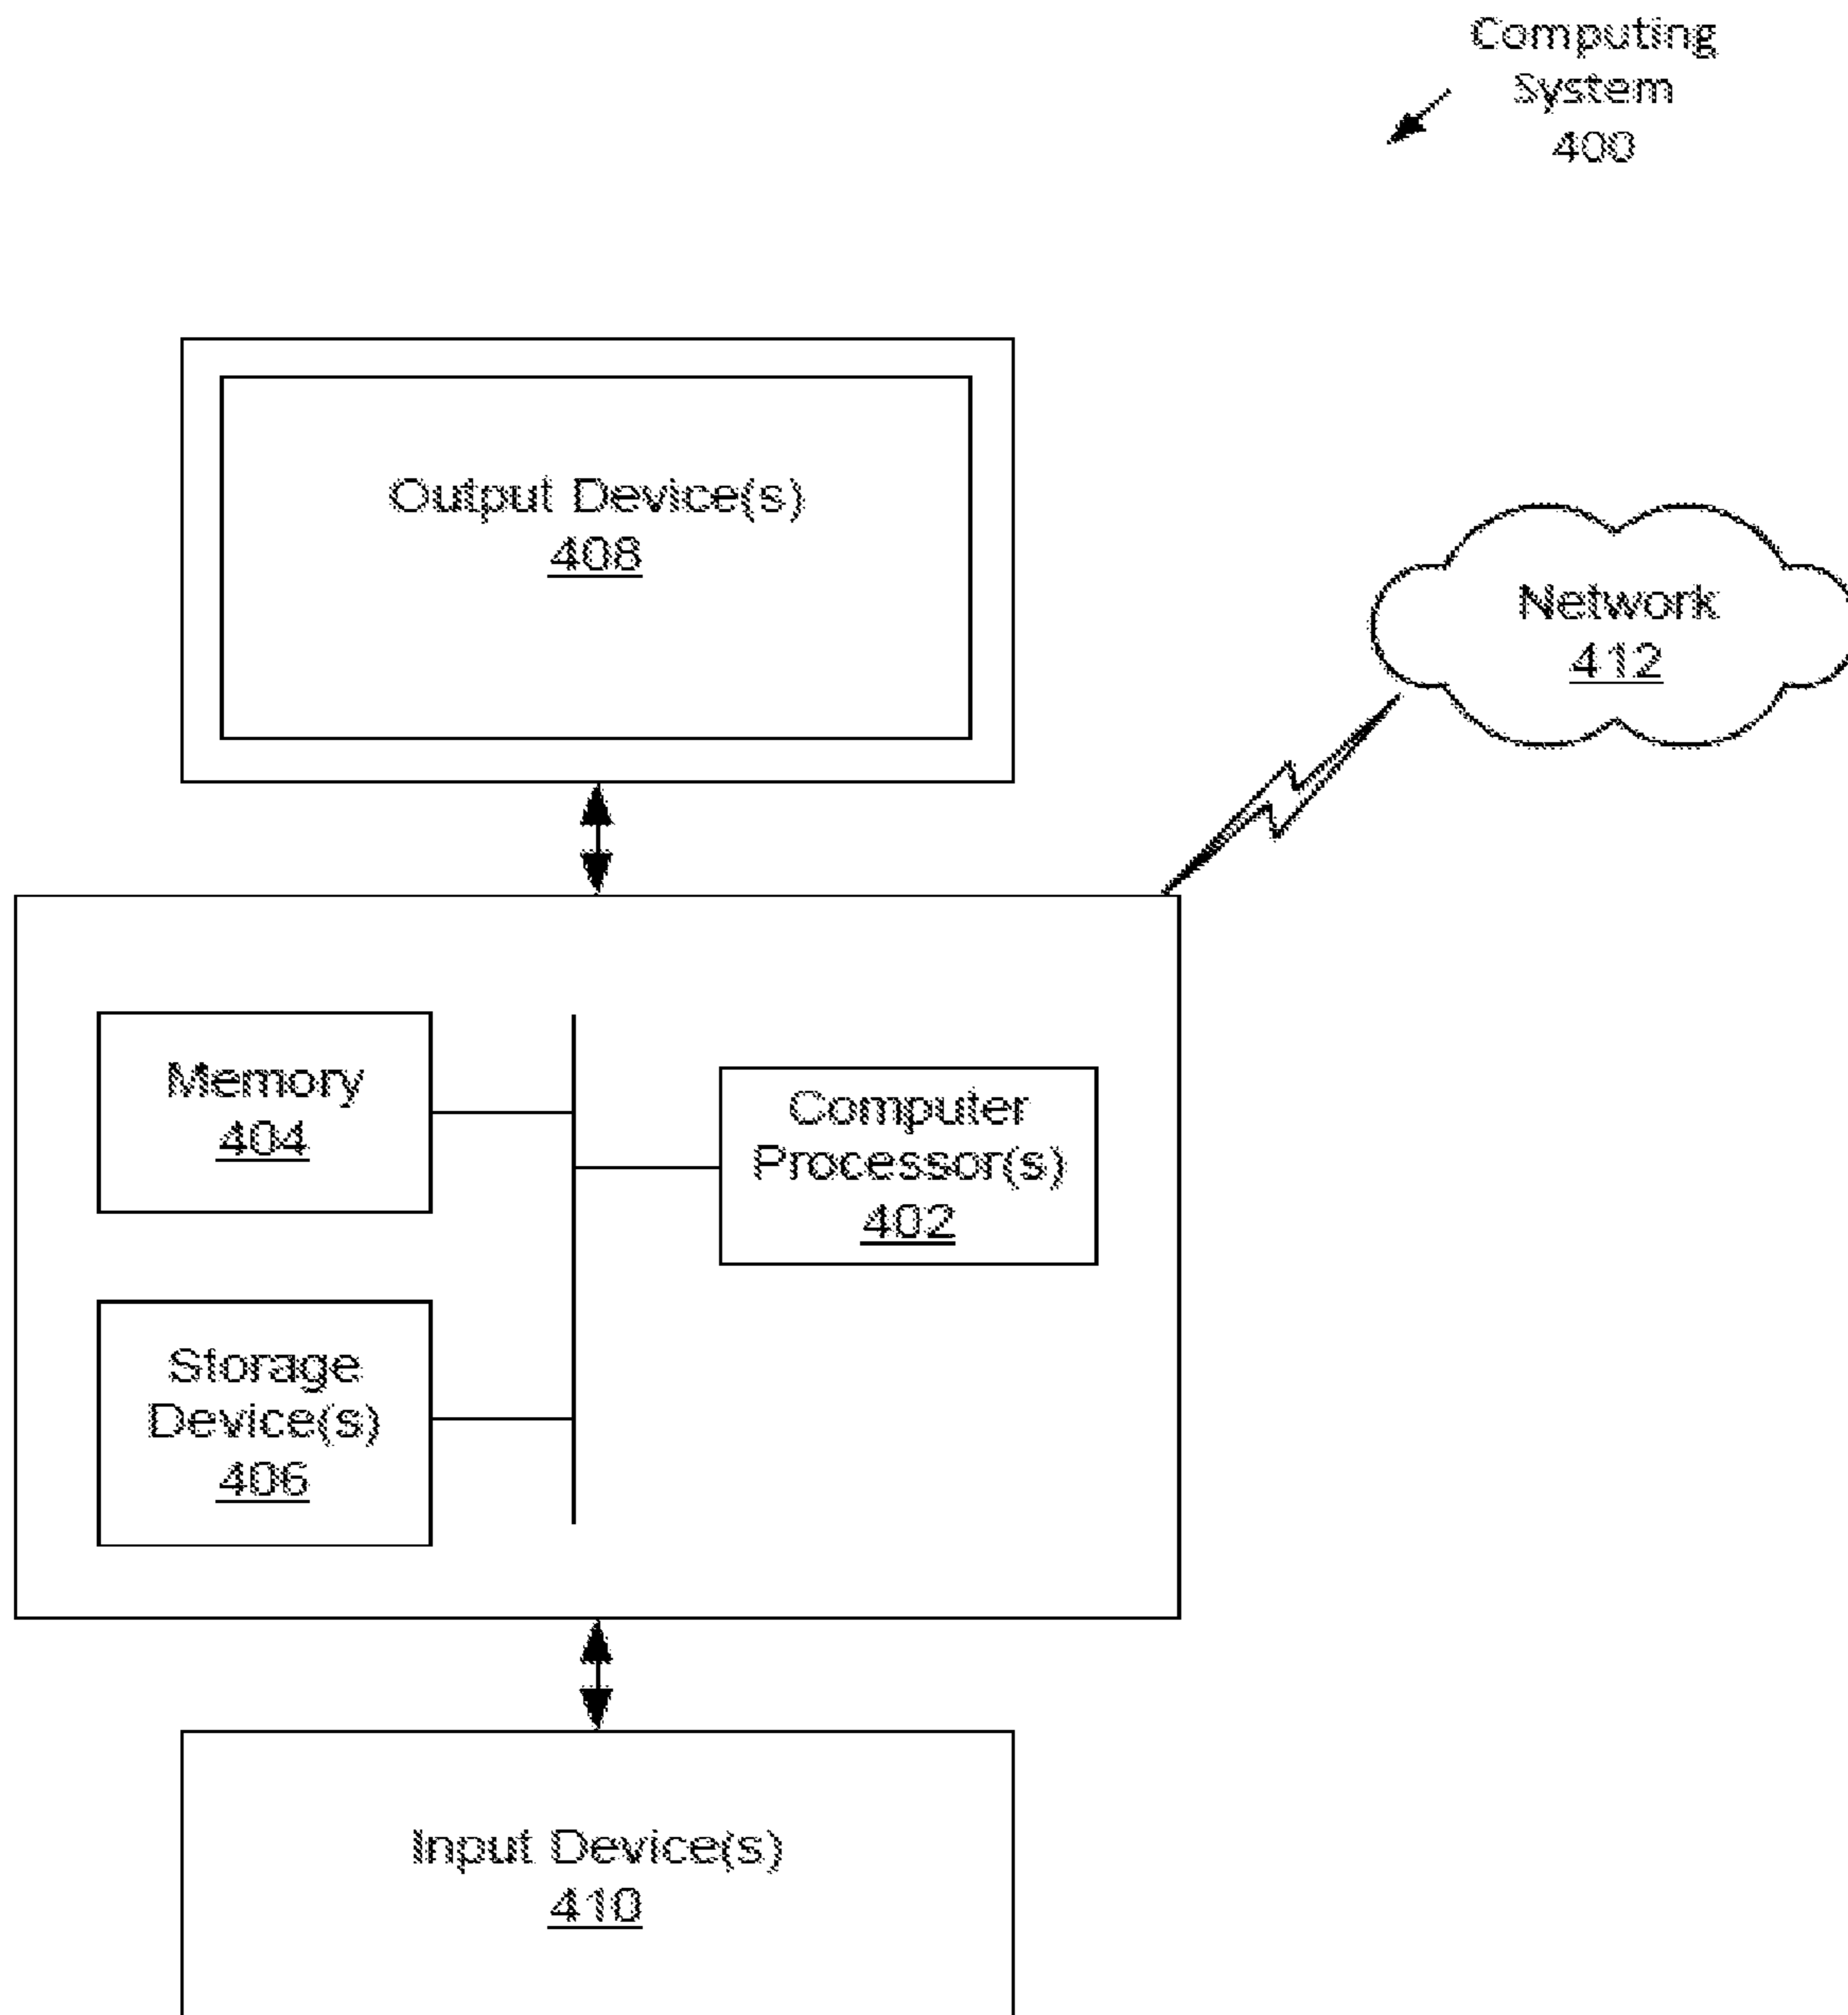 Computing
System
400
Output Device(s)
408
Network
412
Memory
404
Computer
Processor(s)
402
Storage
Device(s)
406
Input Device(s)
410